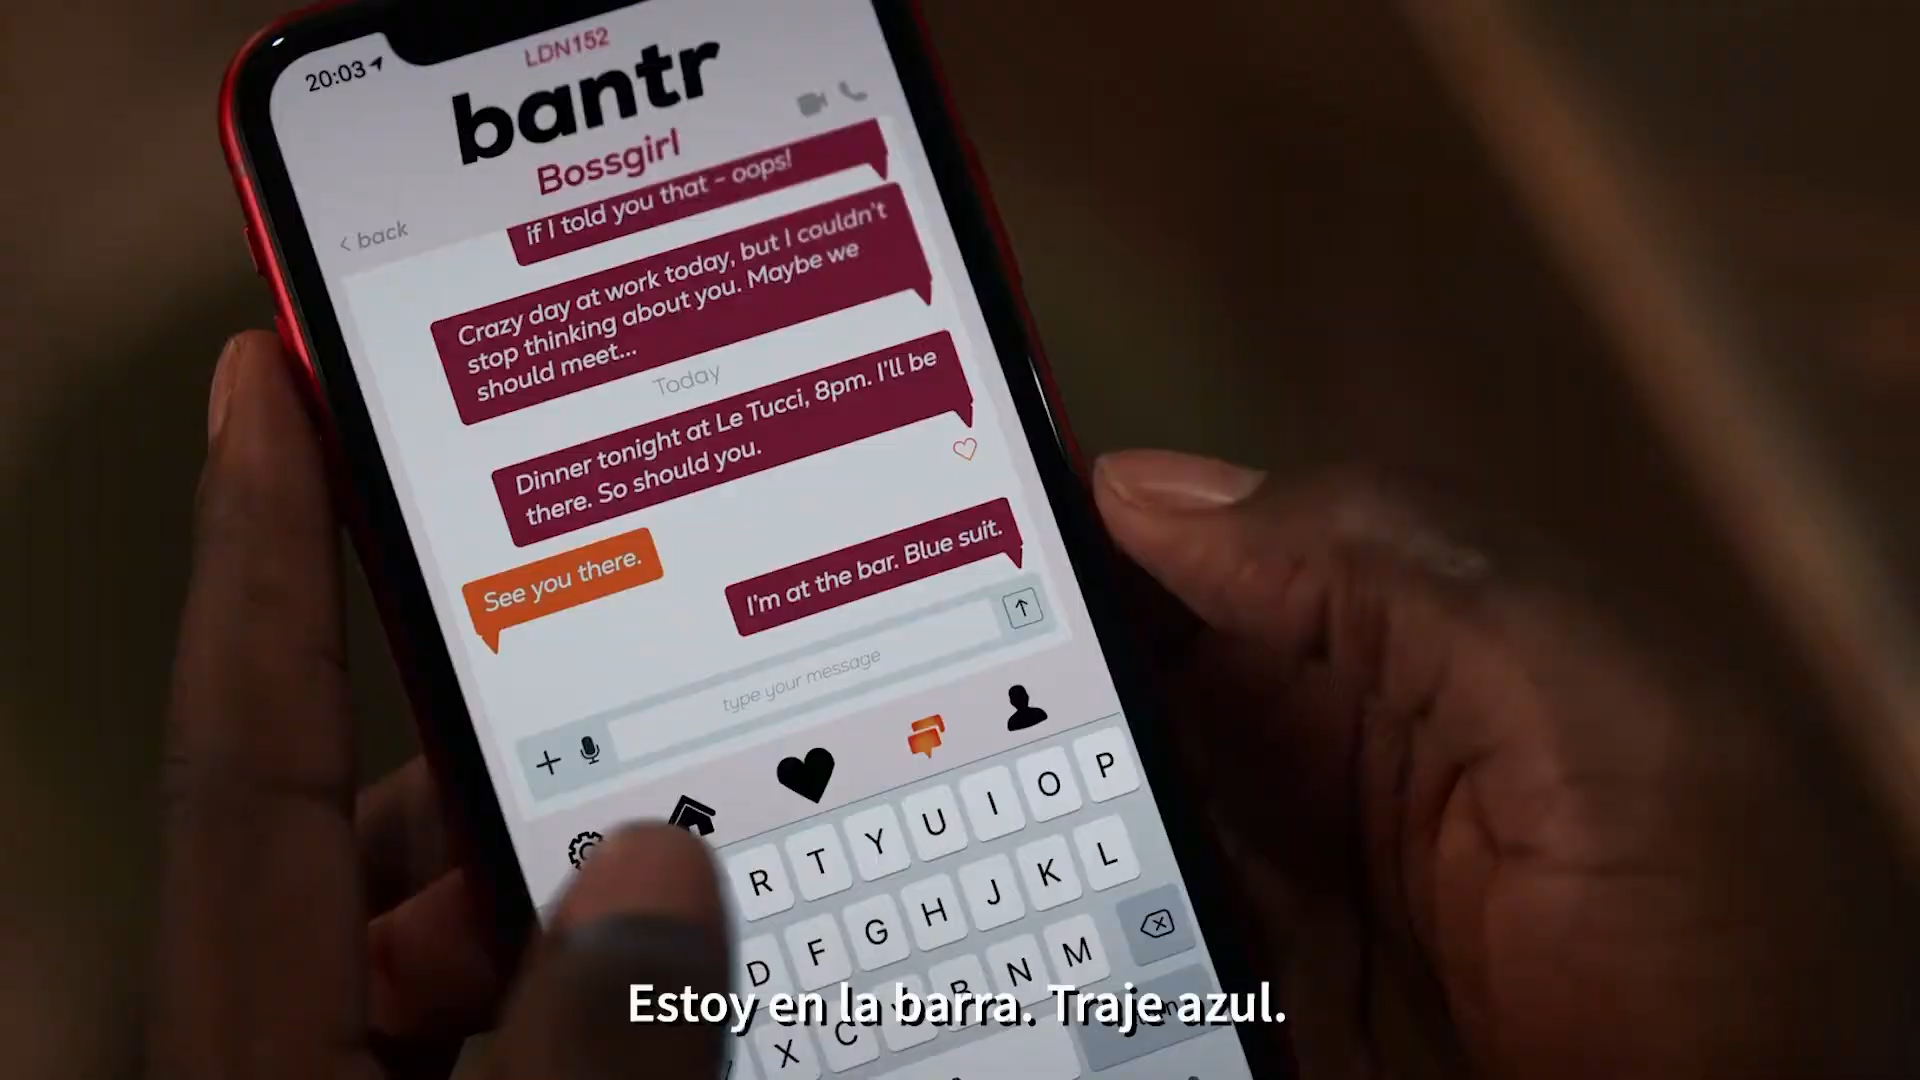 20:03
LDN152
bantr
Bossgirl
< back
if I told you that - oops!
Crazy day at work today, but I couldn't
stop thinking about you. Maybe we
should meet...
Today
Dinner tonight at Le Tucci, 8pm. I'll be
there. So should you.
See you there.
I'm at the bar. Blue suit.
type your message
R T Y U I O P
D F G H J K L
X C B N M
Estoy en la barra. Traje azul.